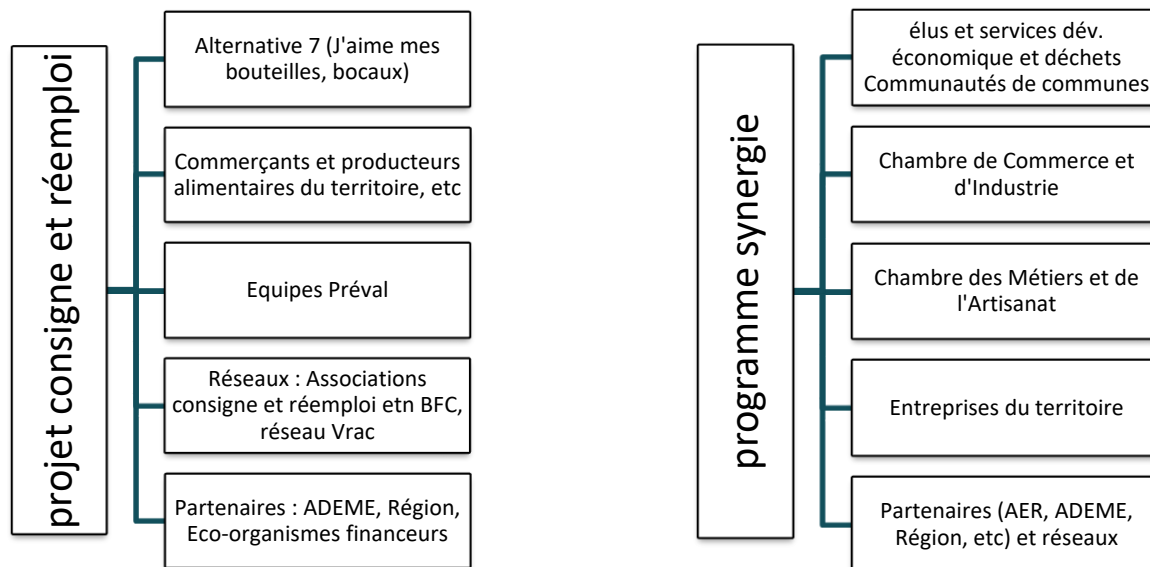 projet consigne et réemploi
Alternative 7 (J'aime mes
bouteilles, bocaux)
Commerçants et producteurs
alimentaires du territoire, etc
Equipes Préval
Réseaux : Associations
consigne et réemploi etn BFC,
réseau Vrac
Partenaires : ADEME, Région,
Eco-organismes financeurs
programme synergie
élus et services dév.
économique et déchets
Communautés de communes
Chambre de Commerce et
d'Industrie
Chambre des Métiers et de
l'Artisanat
Entreprises du territoire
Partenaires (AER, ADEME,
Région, etc) et réseaux